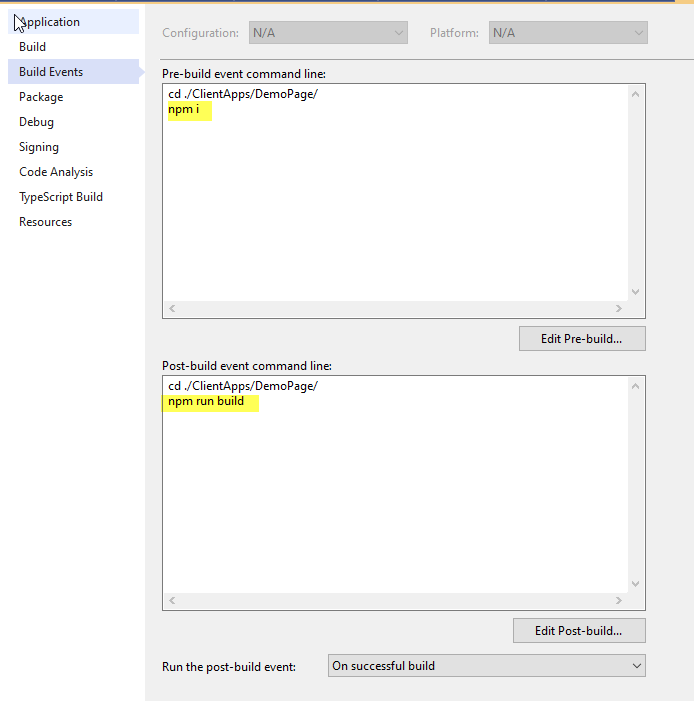 Application
Build
Build Events
Package
Debug
Signing
Code Analysis
TypeScript Build
Resources
Configuration: N/A Platform: N/A
Pre-build event command line:
cd ./ClientApps/DemoPage/
npm i
Edit Pre-build...
Post-build event command line:
cd ./ClientApps/DemoPage/
npm run build
Edit Post-build...
Run the post-build event: On successful build